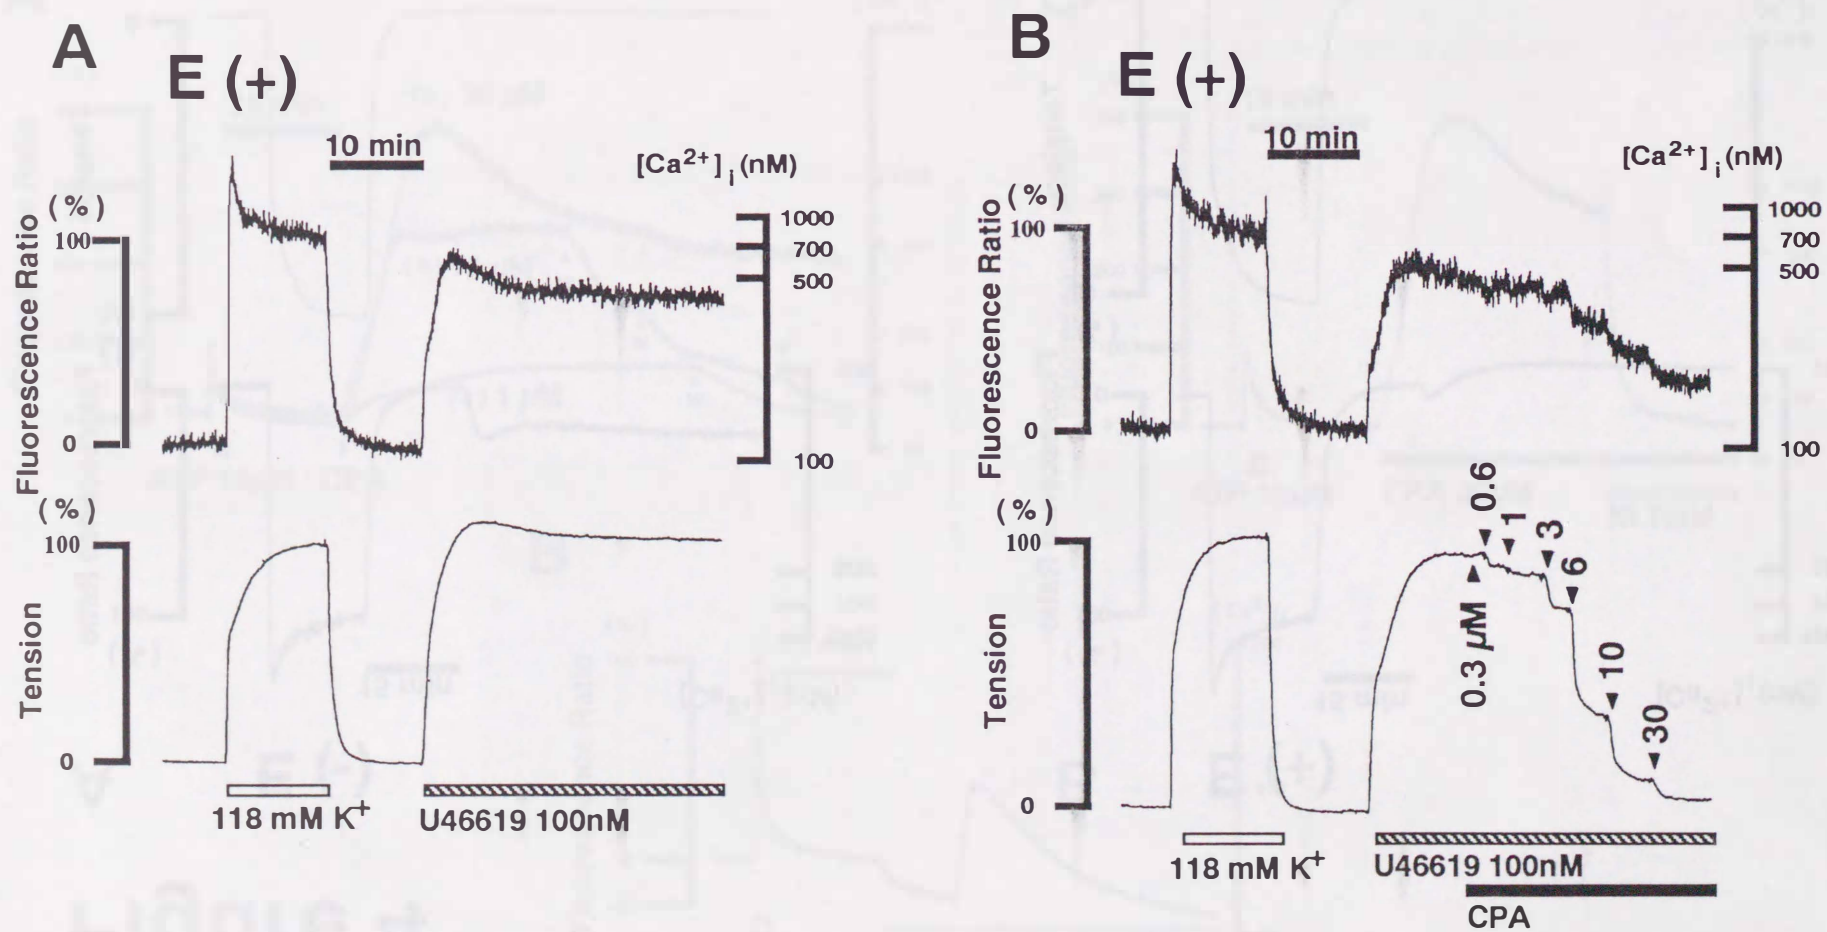 A
E (+)
10 min
[Ca²⁺]ᵢ(nM)
(%)
100
0
Fluorescence Ratio
1000
700
500
100
(%)
100
0
Tension
118 mM K⁺
U46619 100nM
B
E (+)
10 min
[Ca²⁺]ᵢ(nM)
(%)
100
0
Fluorescence Ratio
1000
700
500
100
(%)
100
0
Tension
0.3 µM
0.6
1
3
6
10
30
118 mM K⁺
U46619 100nM
CPA